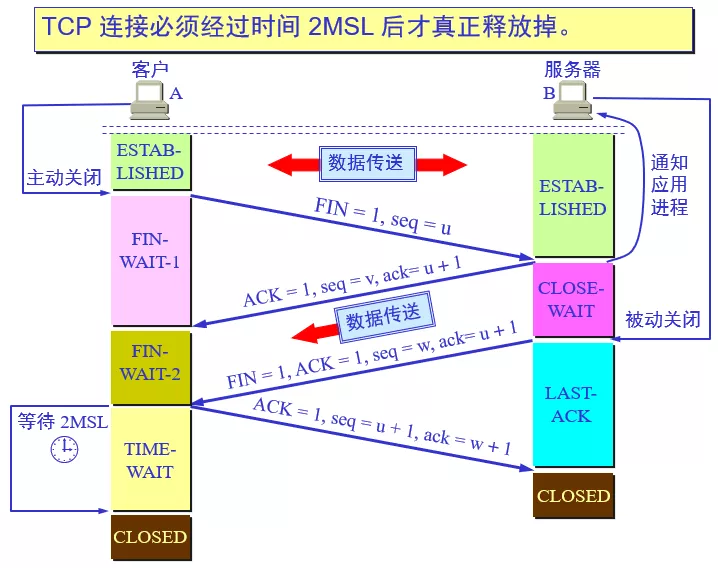 TCP 连接必须经过时间 2MSL 后才真正释放掉。
客户
A
服务器
B
主动关闭
ESTAB-
LISHED
数据传送
ESTAB-
LISHED
通知
应用
进程
FIN = 1, seq = u
FIN-
WAIT-1
ACK = 1, seq = v, ack= u + 1
CLOSE-
WAIT
被动关闭
数据传送
FIN-
WAIT-2
FIN = 1, ACK = 1, seq = w, ack= u + 1
LAST-
ACK
等待 2MSL
ACK = 1, seq = u + 1, ack = w + 1
TIME-
WAIT
CLOSED
CLOSED